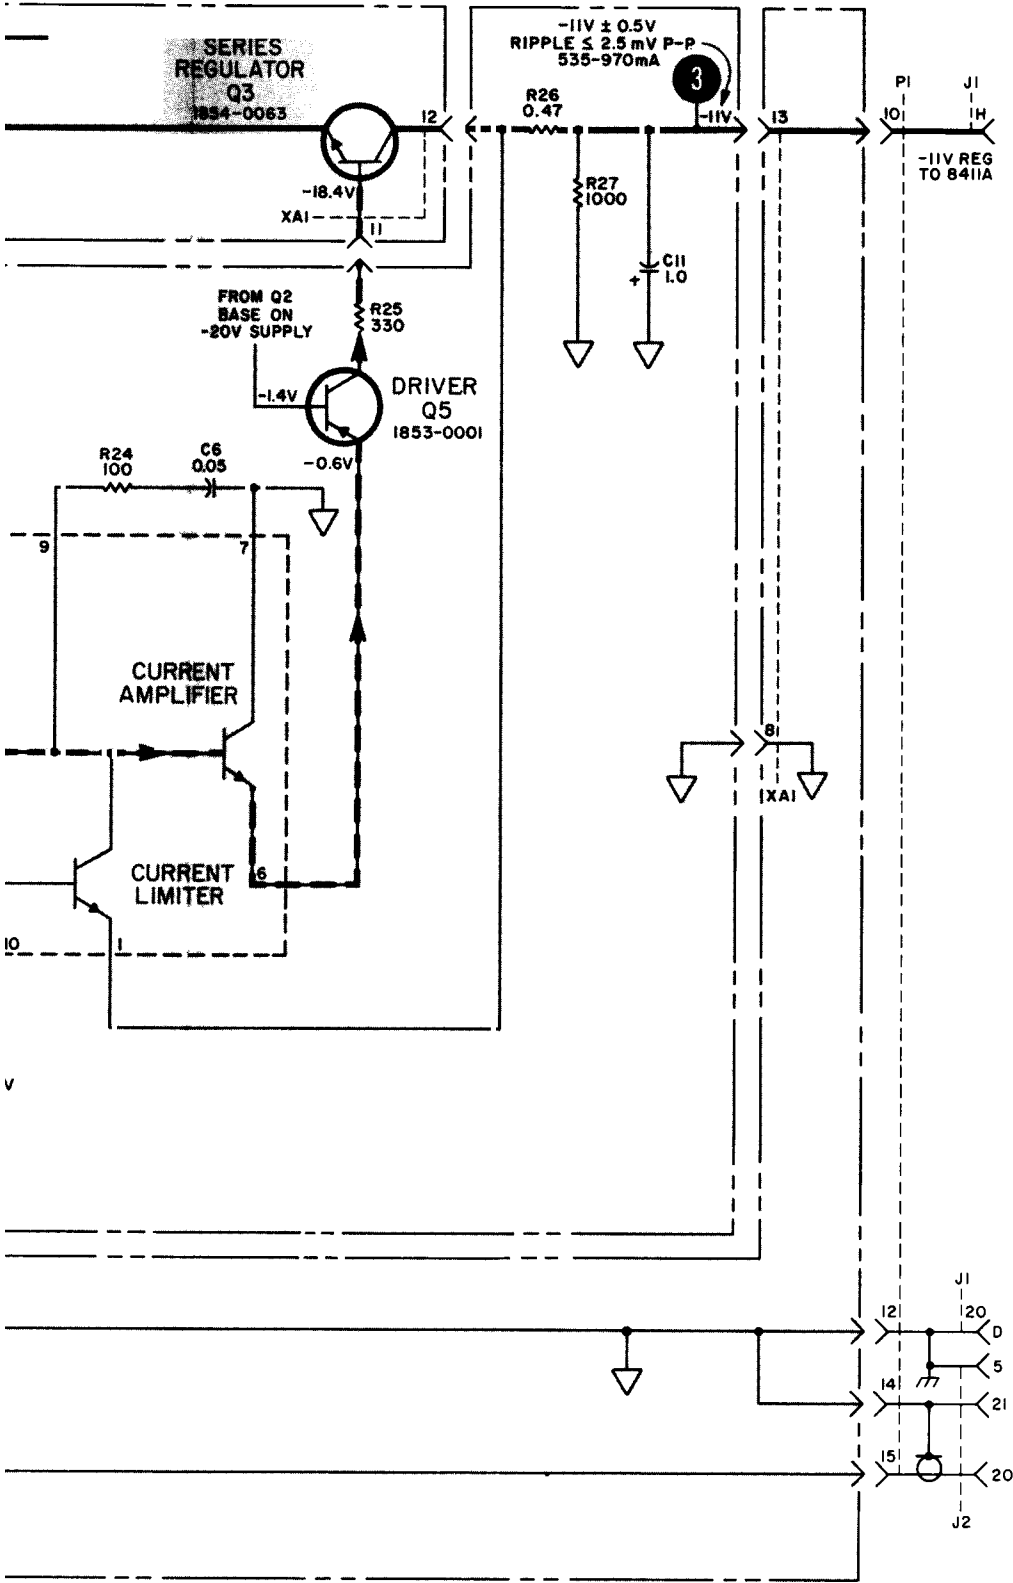 SERIES
REGULATOR
Q3
1854-0063
-11V ± 0.5V
RIPPLE ≤ 2.5 mV P-P
535-970mA
3
12
R26
0.47
-11V
13
P1
J1
10
H
-11V REG
TO 8411A
-18.4V
XA1
11
R27
1000
C11
1.0
+
FROM Q2
BASE ON
-20V SUPPLY
R25
330
-1.4V
DRIVER
Q5
1853-0001
-0.6V
R24
100
C6
0.05
9
7
CURRENT
AMPLIFIER
8
XA1
CURRENT
LIMITER
6
10
1
V
J1
12
20
D
5
14
21
15
20
J2